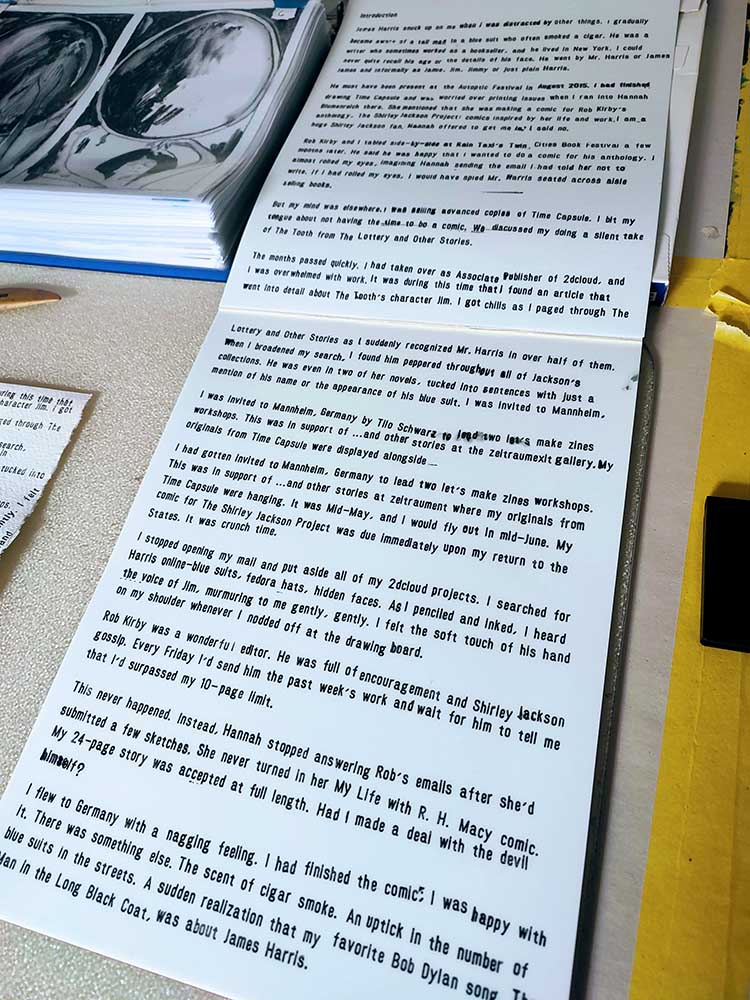 Introduction
James Harris snuck up on me when I was distracted by other things. I gradually
became aware of a tall man in a blue suit who often smoked a cigar. He was a
writer who sometimes worked as a bookseller, and he lived in New York. I could
never quite recall his age or the details of his face. He went by Mr. Harris or James
James and informally as Jamie, Jim, Jimmy or just plain Harris.
He must have been present at the Autoptic Festival in August 2015. I had finished
drawing Time Capsule and was worried over printing issues when I ran into Hannah
Blumenreich there. She mentioned that she was making a comic for Rob Kirby's
anthology, The Shirley Jackson Project: comics inspired by her life and work. I am a
huge Shirley Jackson fan. Hannah offered to get me in. I said no.
Rob Kirby and I tabled side-by-side at Rain Taxi's Twin Cities Book Festival a few
months later. He said he was happy that I wanted to do a comic for his anthology. I
almost rolled my eyes, imagining Hannah sending the email I had told her not to
write. If I had rolled my eyes, I would have spied Mr. Harris seated across aisle
selling books.
But my mind was elsewhere. I was selling advanced copies of Time Capsule. I bit my
tongue about not having the time to be a comic. We discussed my doing a silent take
of The Tooth from The Lottery and Other Stories.
The months passed quickly. I had taken over as Associate Publisher of 2dcloud, and
I was overwhelmed with work. It was during this time that I found an article that
went into detail about The Tooth's character Jim. I got chills as I paged through The
Lottery and Other Stories as I suddenly recognized Mr. Harris in over half of them.
When I broadened my search, I found him peppered throughout all of Jackson's
collections. He was even in two of her novels, tucked into sentences with just a
mention of his name or the appearance of his blue suit. I was invited to Mannheim,
I was invited to Mannheim, Germany by Tilo Schwarz to lead two let's make zines
workshops. This was in support of ...and other stories at the zeitraumexit gallery. My
originals from Time Capsule were displayed alongside
I had gotten invited to Mannheim, Germany to lead two let's make zines workshops.
This was in support of ...and other stories at zeitraument where my originals from
Time Capsule were hanging. It was Mid-May, and I would fly out in mid-June. My
comic for The Shirley Jackson Project was due immediately upon my return to the
States. It was crunch time.
I stopped opening my mail and put aside all of my 2dcloud projects. I searched for
Harris online-blue suits, fedora hats, hidden faces. As I penciled and inked, I heard
the voice of Jim, murmuring to me gently, gently. I felt the soft touch of his hand
on my shoulder whenever I nodded off at the drawing board.
Rob Kirby was a wonderful editor. He was full of encouragement and Shirley Jackson
gossip. Every Friday I'd send him the past week's work and wait for him to tell me
that I'd surpassed my 10-page limit.
This never happened. Instead, Hannah stopped answering Rob's emails after she'd
submitted a few sketches. She never turned in her My Life with R. H. Macy comic.
My 24-page story was accepted at full length. Had I made a deal with the devil
himself?
I flew to Germany with a nagging feeling. I had finished the comic; I was happy with
it. There was something else. The scent of cigar smoke. An uptick in the number of
blue suits in the streets. A sudden realization that my favorite Bob Dylan song,
Man in the Long Black Coat, was about James Harris.
uring this time that
character Jim. I got
ged through The
search,
in
tucked into
I felt
and